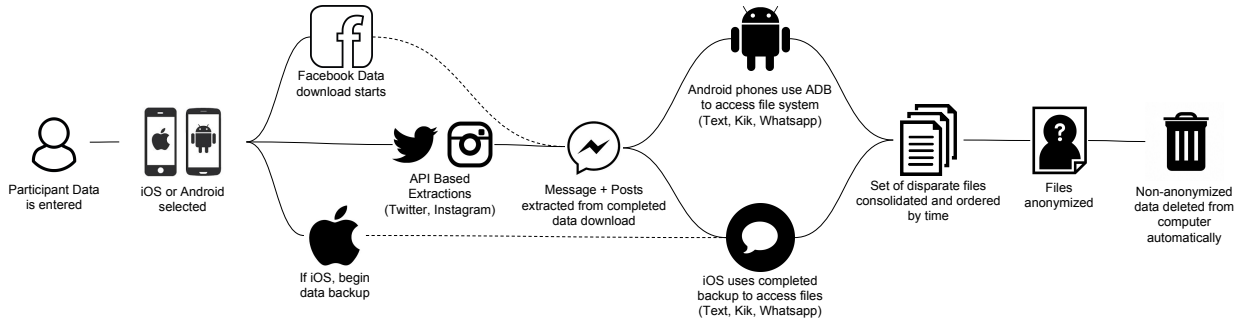 Participant Data
is entered
iOS or Android
selected
Facebook Data
download starts
API Based
Extractions
(Twitter, Instagram)
If iOS, begin
data backup
Message + Posts
extracted from completed
data download
Android phones use ADB
to access file system
(Text, Kik, Whatsapp)
iOS uses completed
backup to access files
(Text, Kik, Whatsapp)
Set of disparate files
consolidated and ordered
by time
Files
anonymized
Non-anonymized
data deleted from
computer
automatically